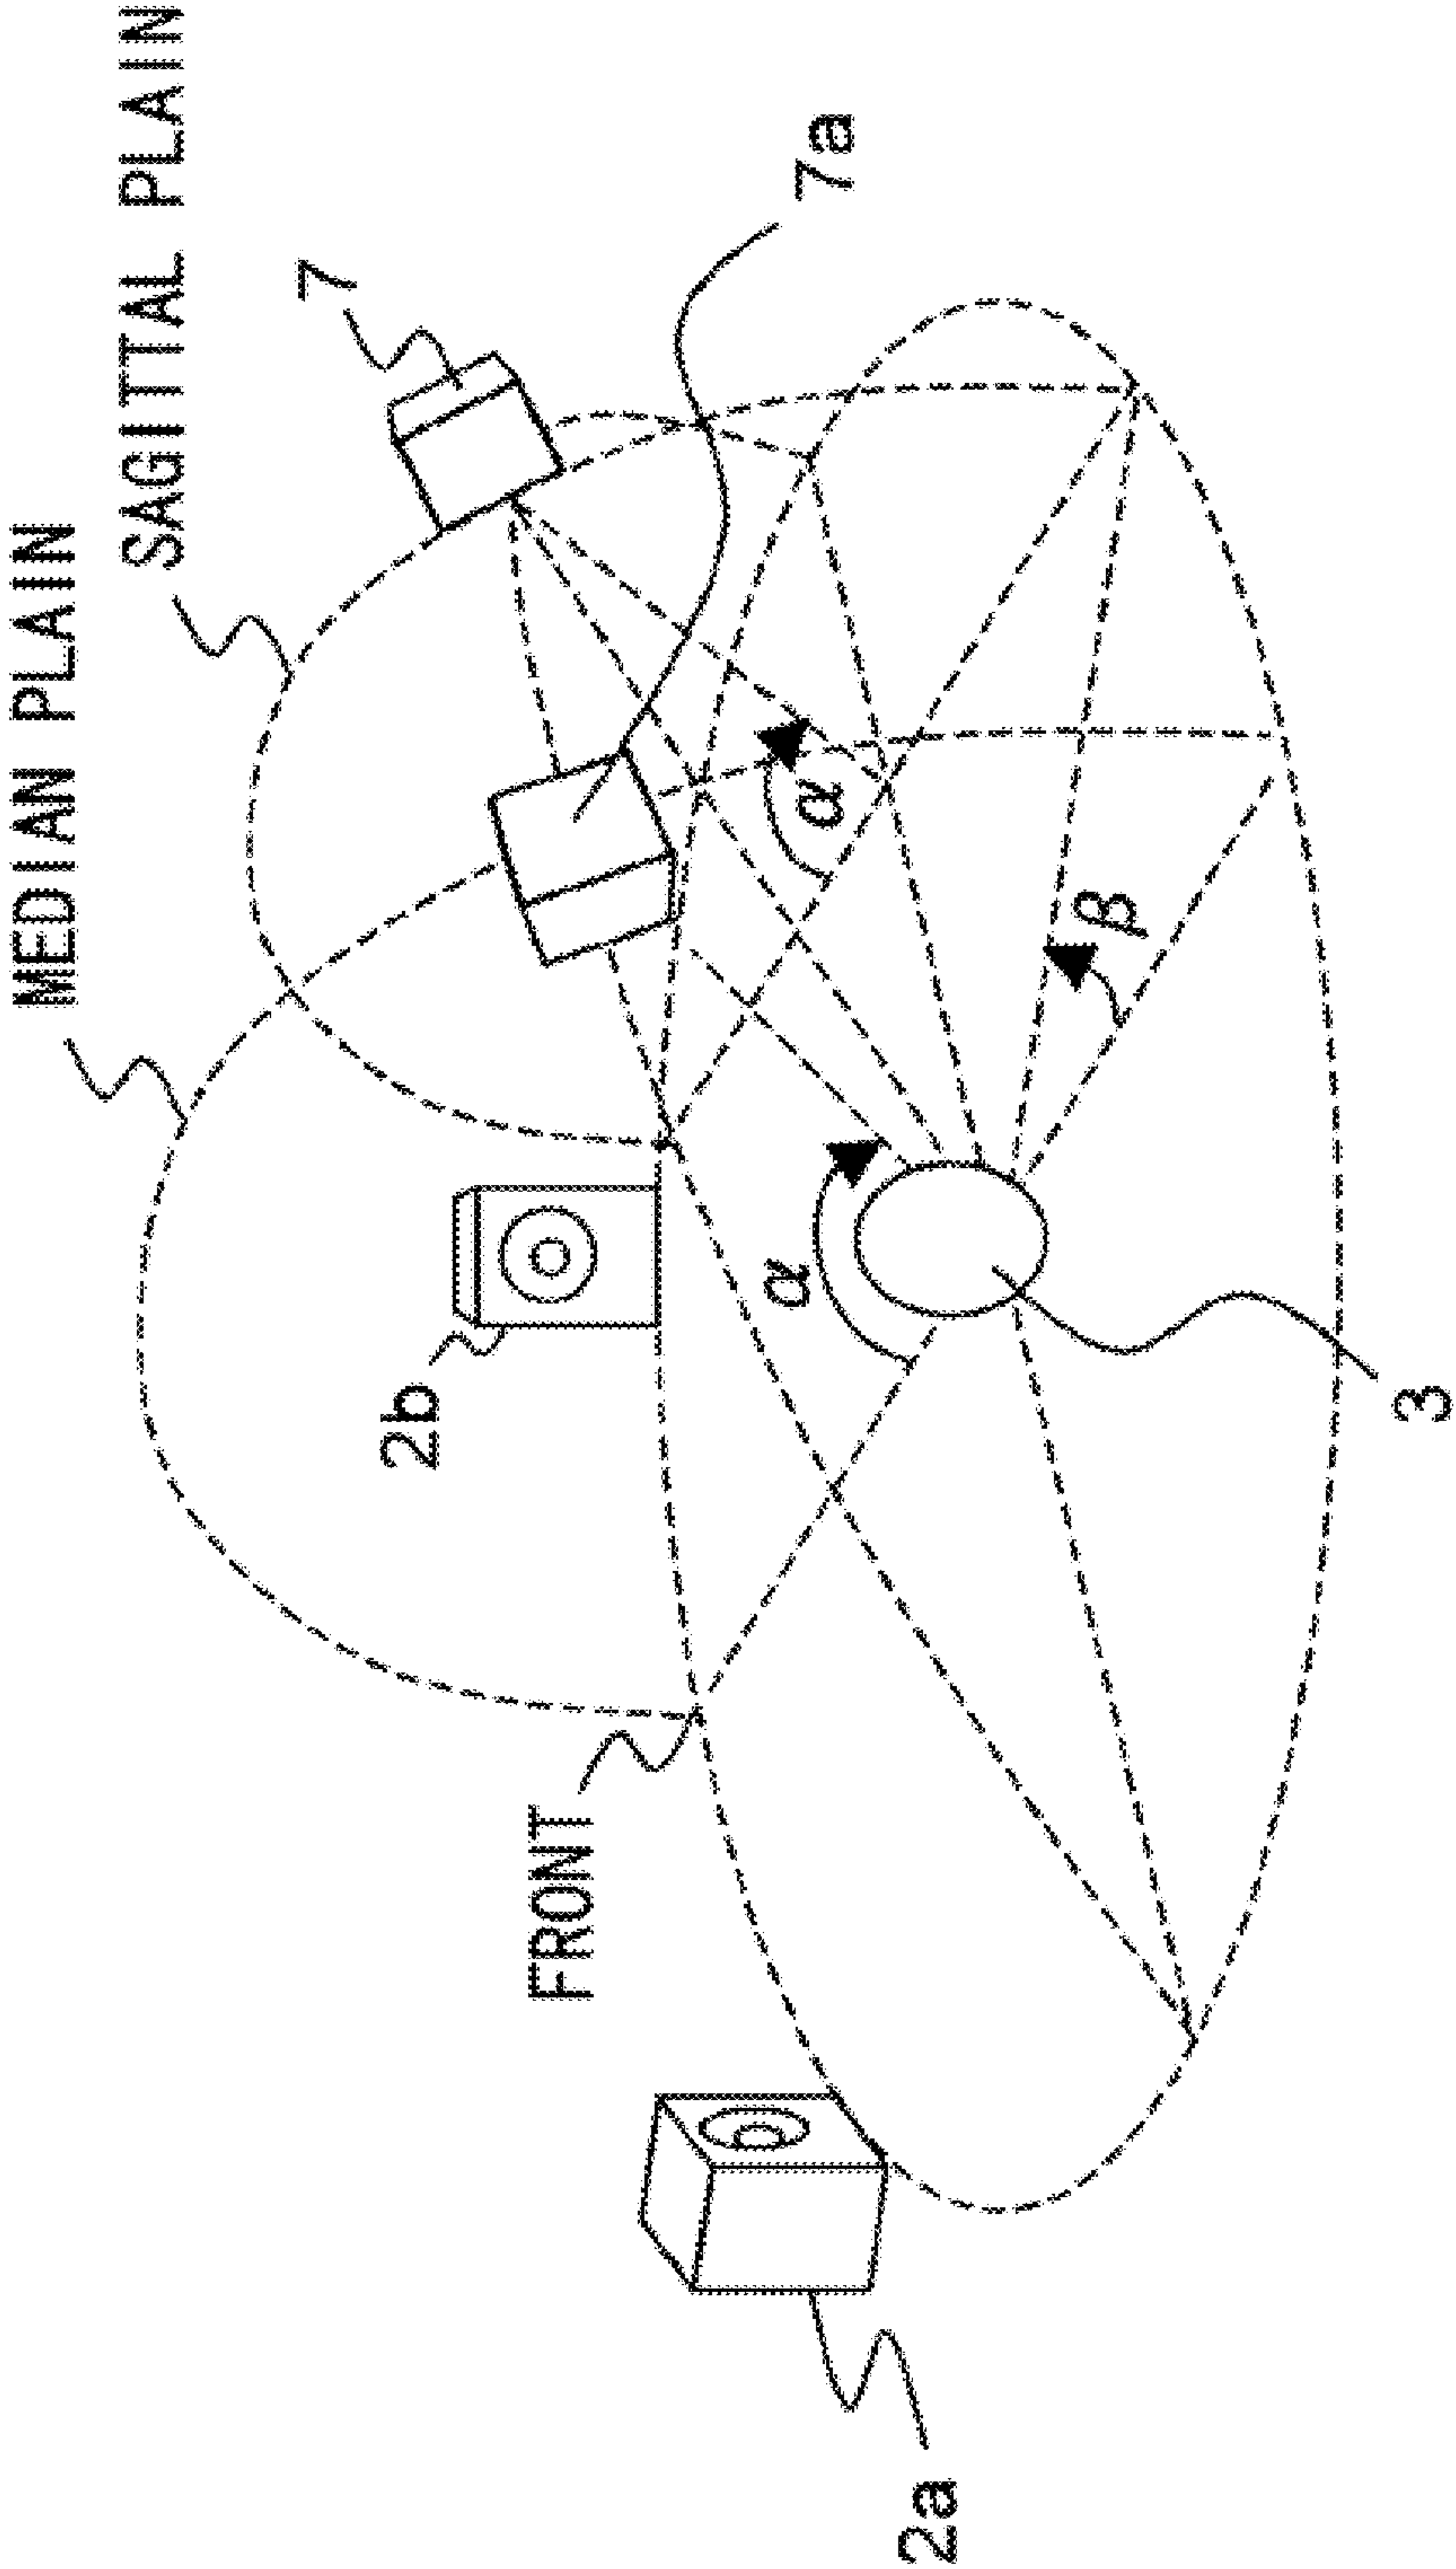 MEDIAN PLAIN
SAGITTAL PLAIN
7
7a
2b
α
α
β
FRONT
3
2a